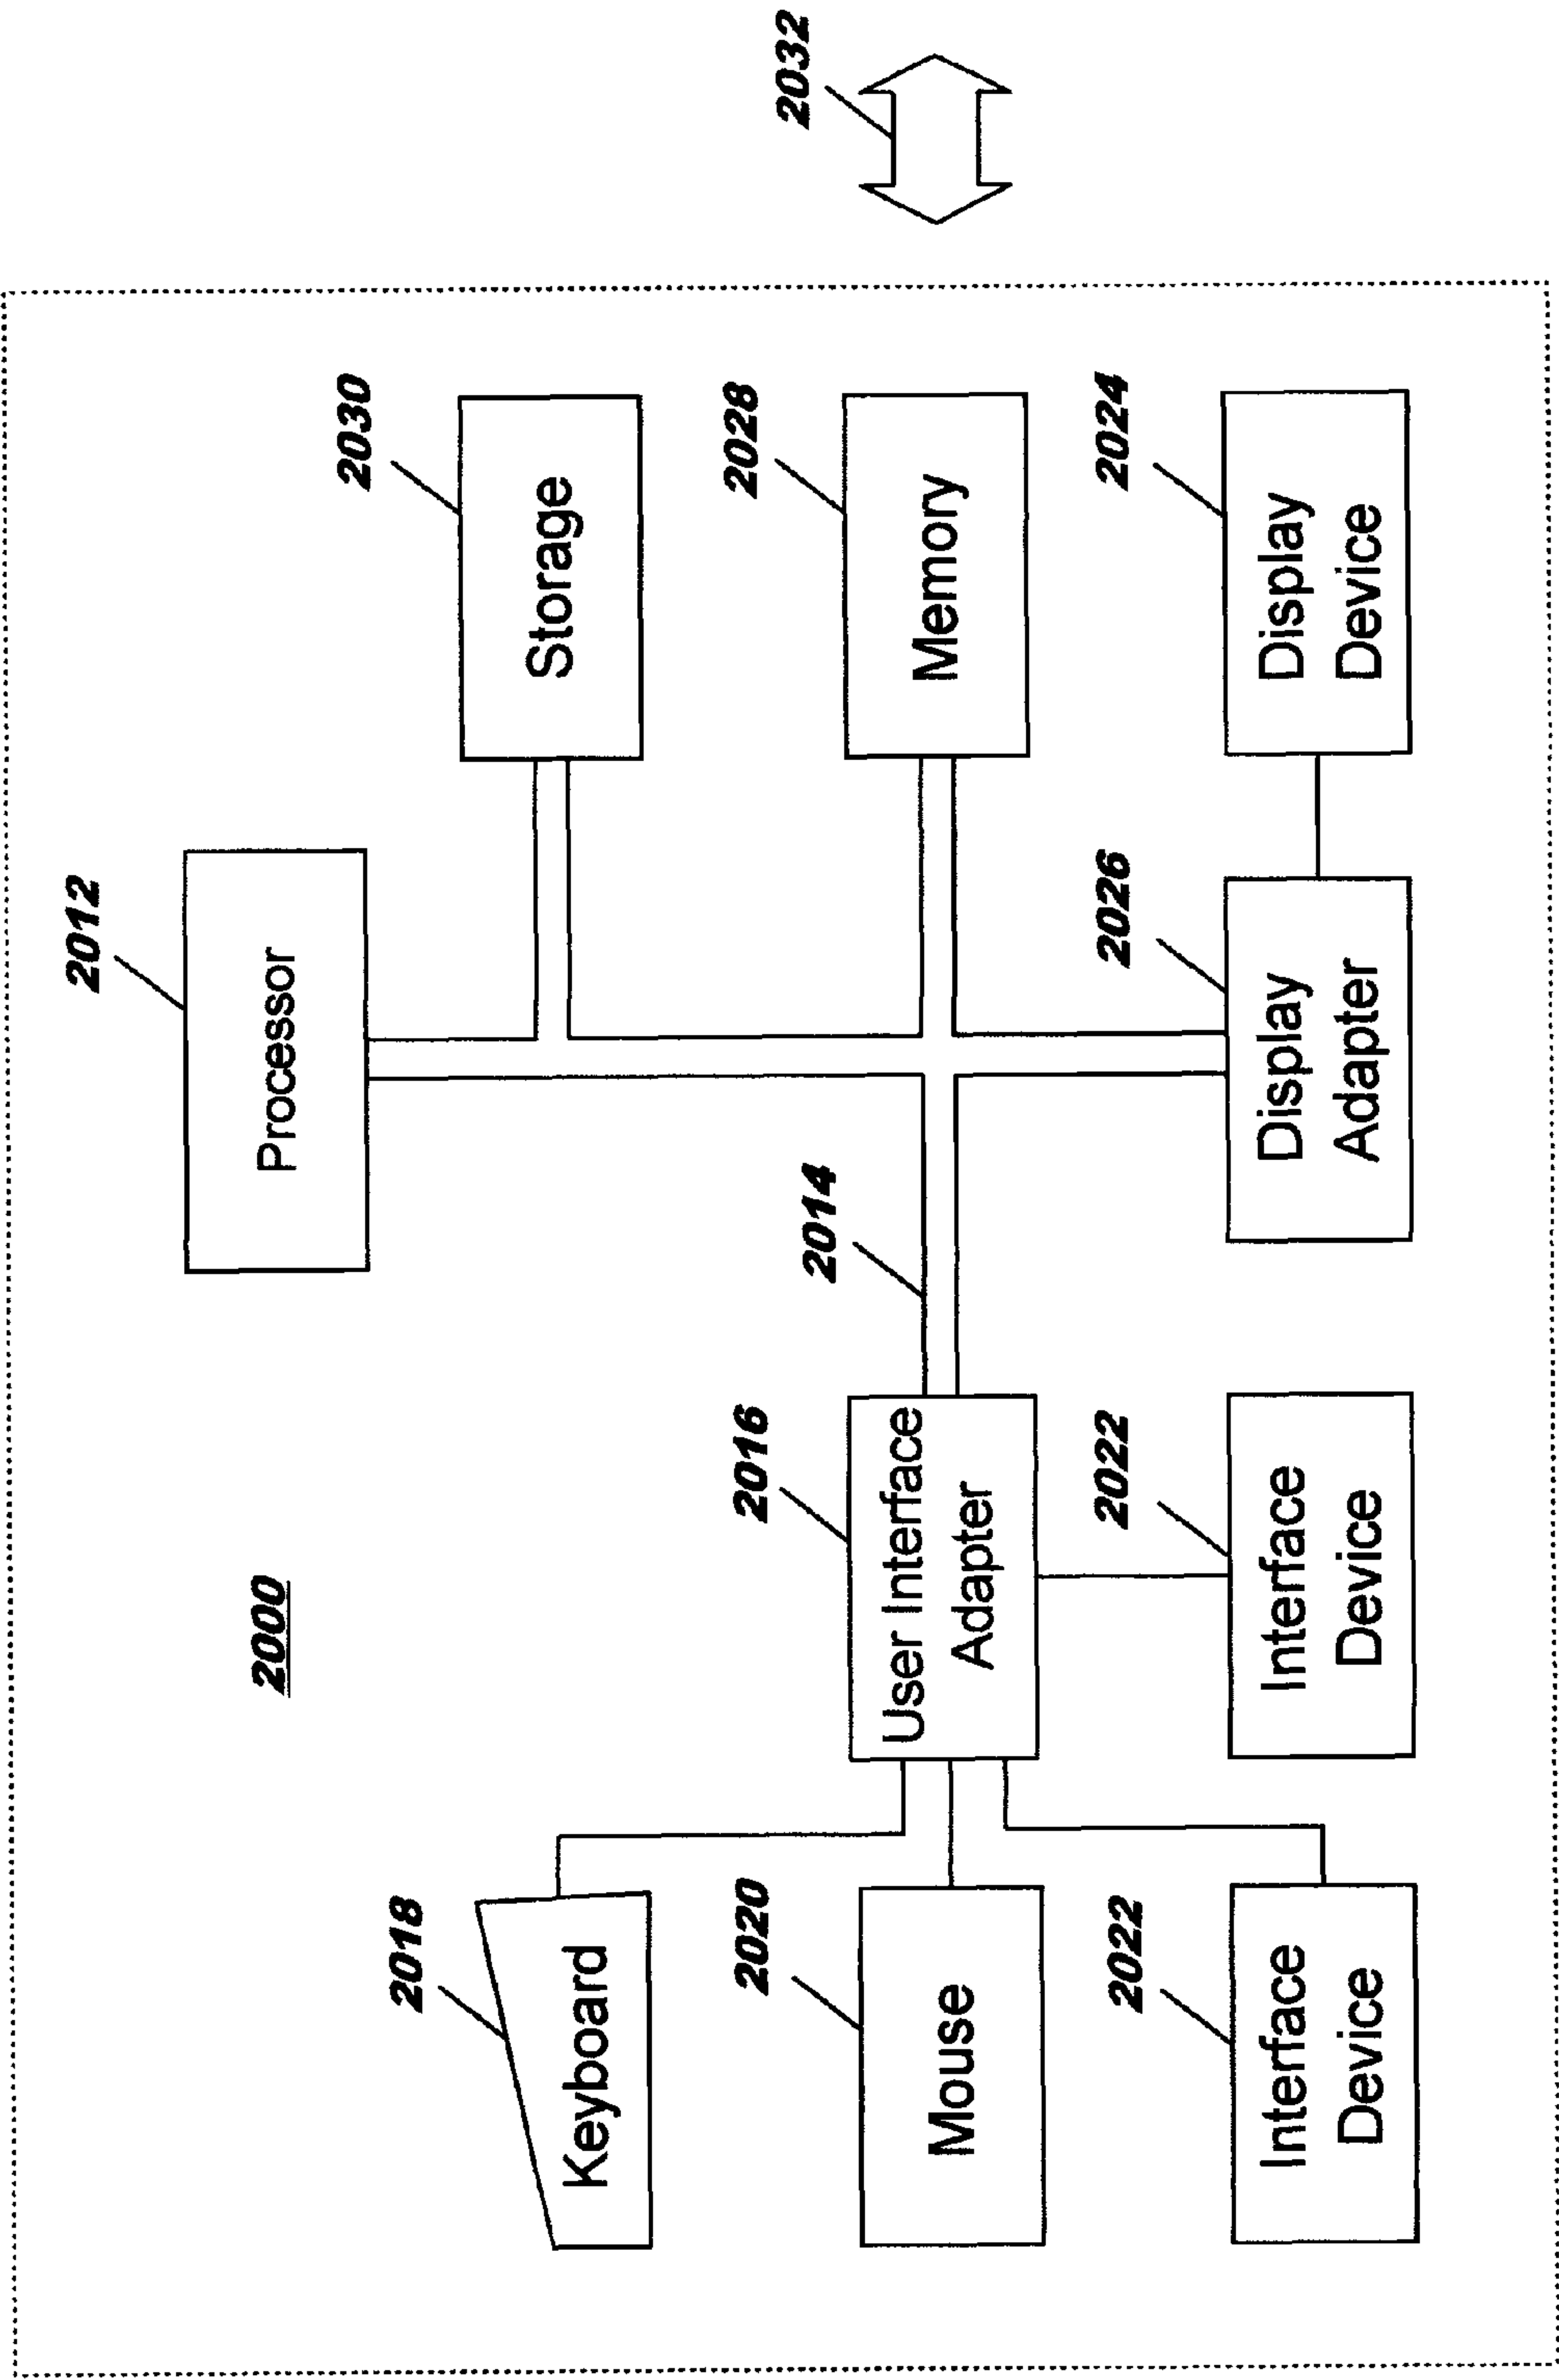 2012
2000
Processor
2018
2030
Keyboard
Storage
2020
2016
2014
2028
2032
User Interface
Adapter
Mouse
Memory
2022
2022
2026
2024
Interface
Device
Interface
Device
Display
Adapter
Display
Device